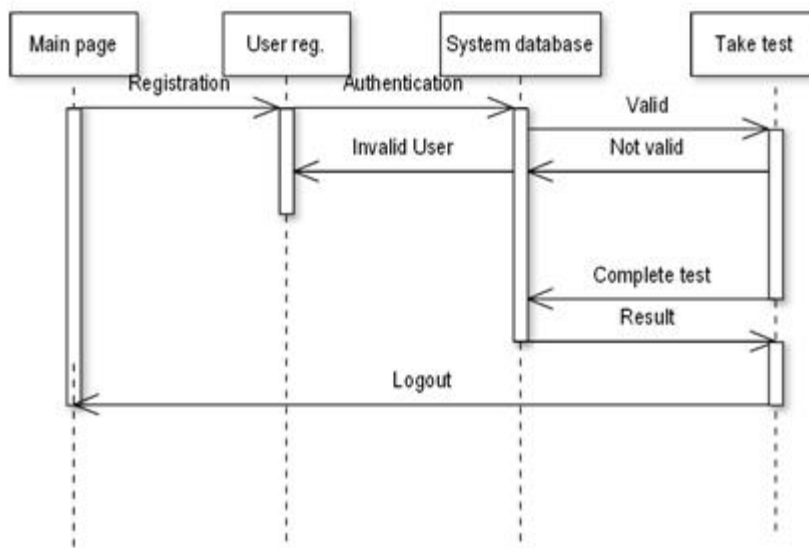 Main page
User reg.
System database
Take test
Registration
Authentication
Valid
Invalid User
Not valid
Complete test
Result
Logout